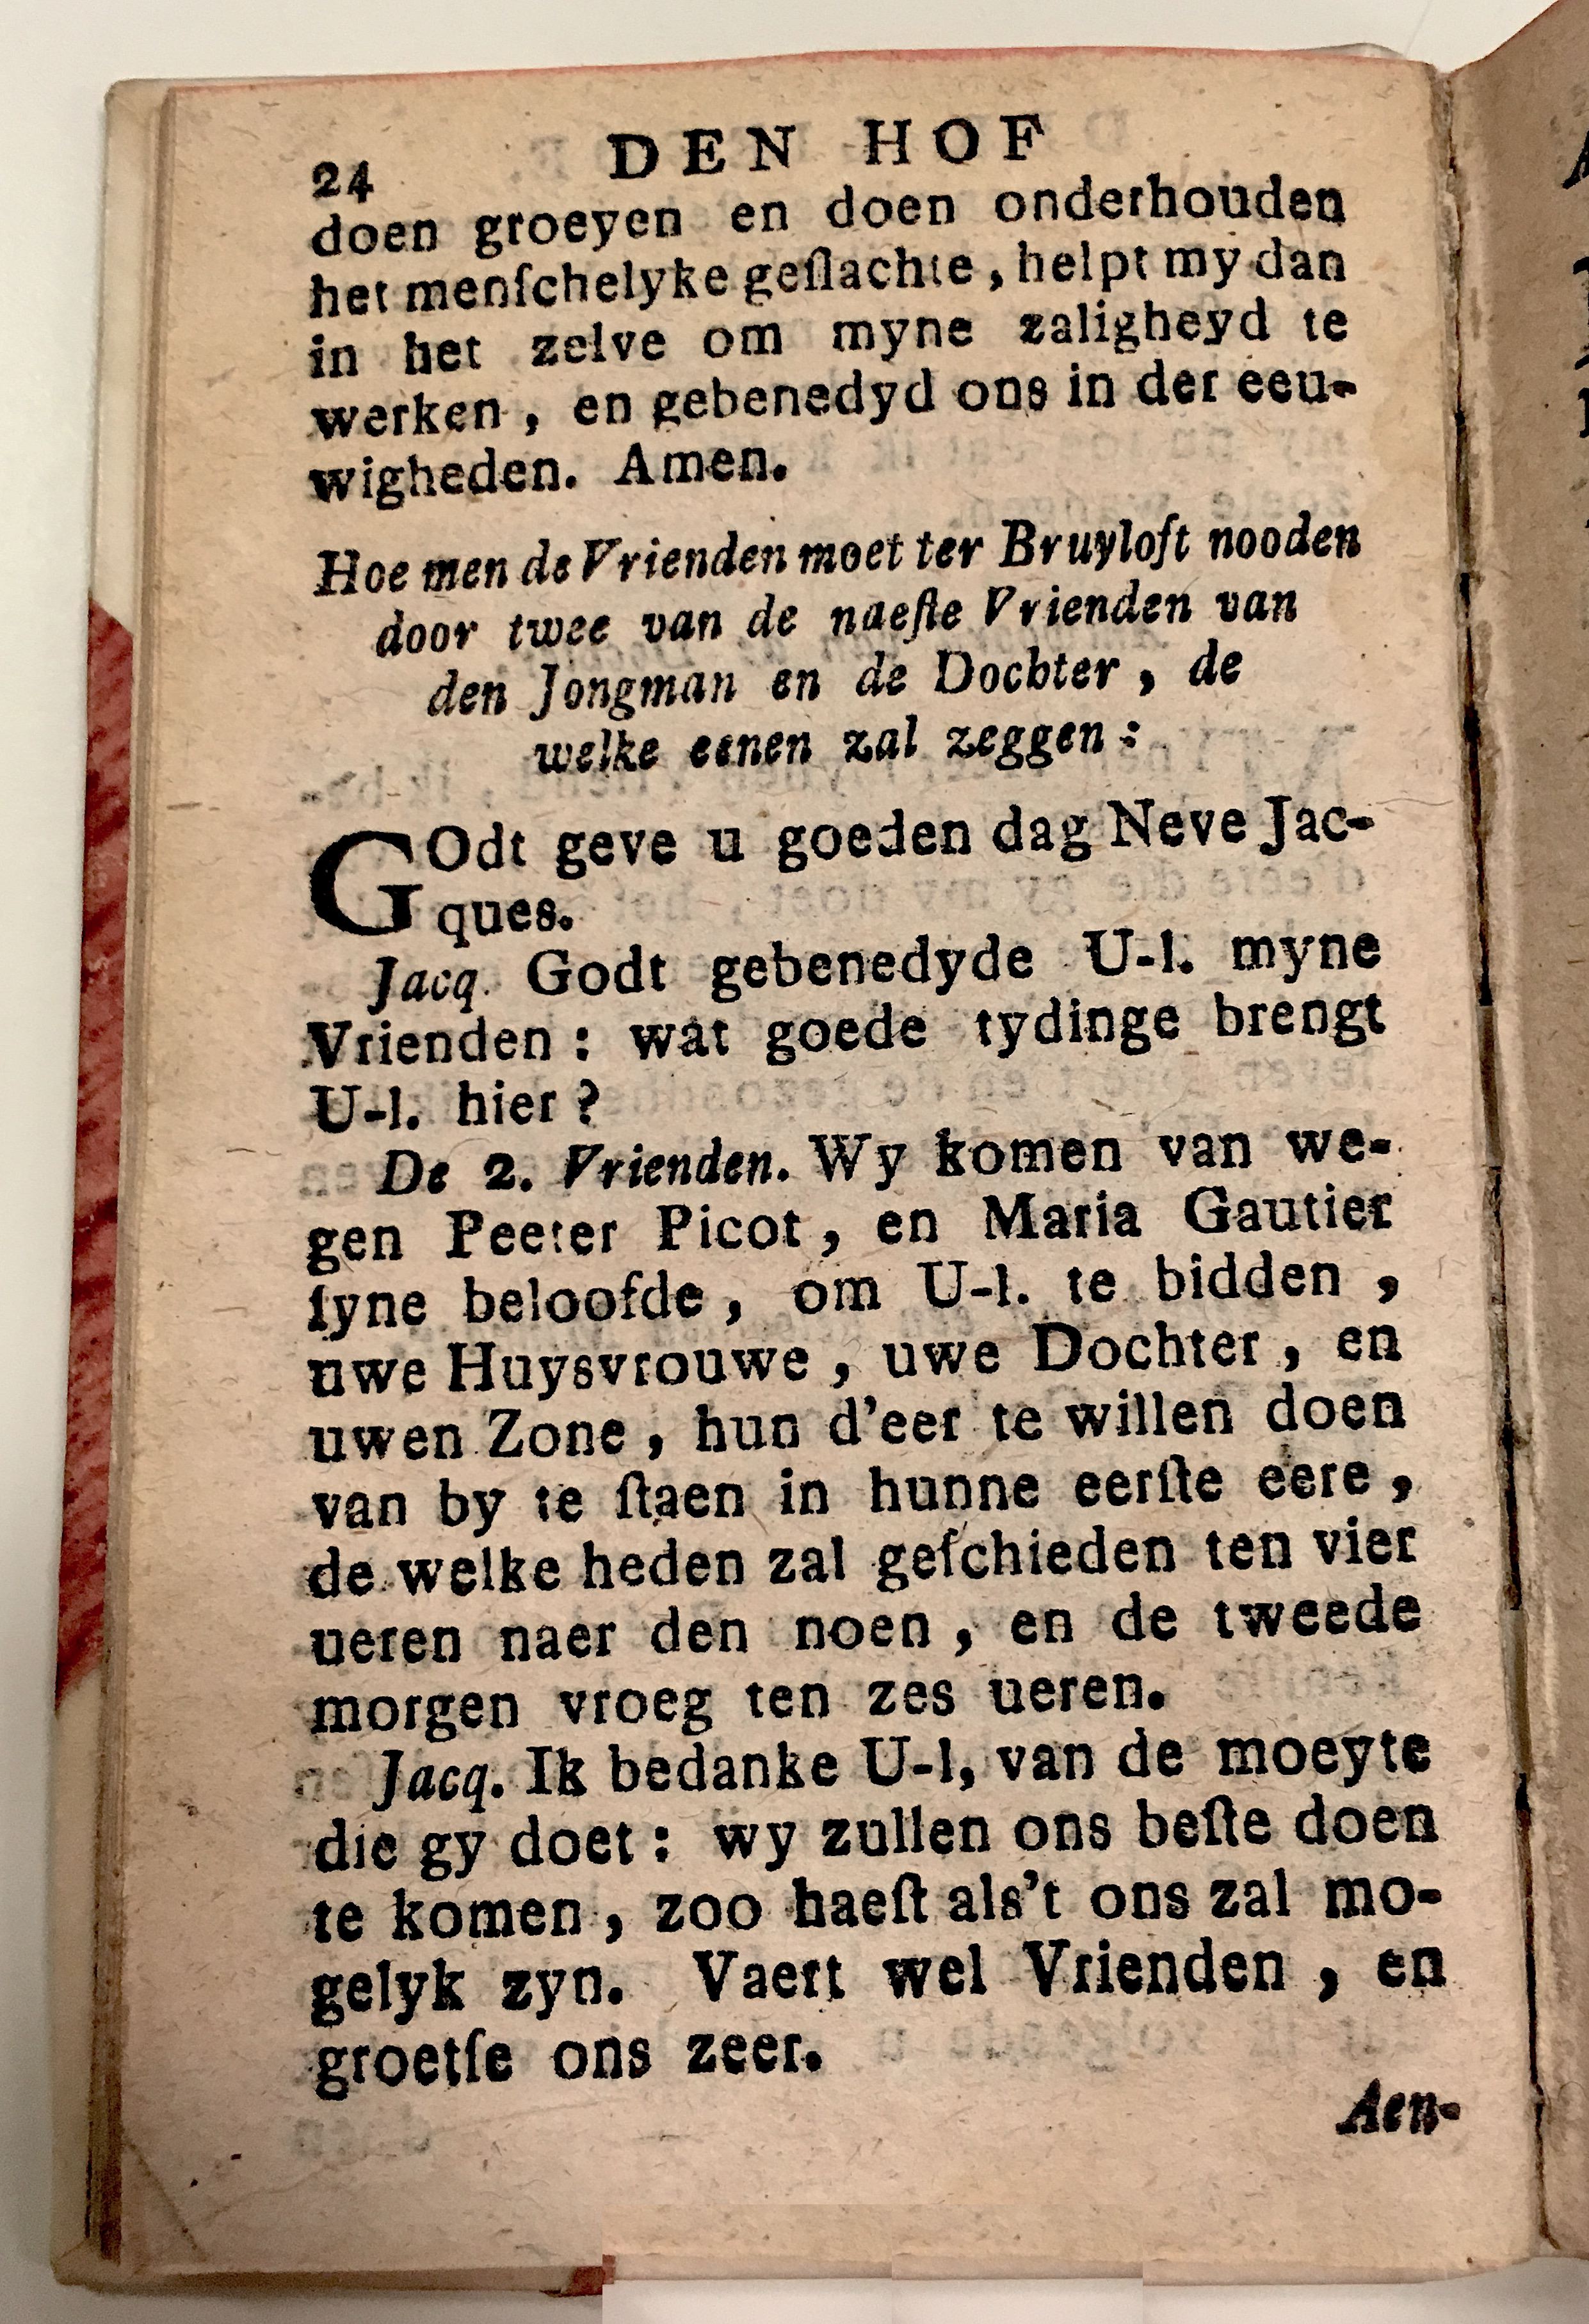 24 DEN HOF
doen groeyen en doen onderhouden
het menſchelyke geſlachte, helpt my dan
in het zelve om myne zaligheyd te
werken, en gebenedyd ons in der eeu-
wigheden. Amen.
Hoe men de Vrienden moet ter Bruyloft nooden
door twee van de naeſte Vrienden van
den Jongman en de Dochter, de
welke eenen zal zeggen:
GOdt geve u goeden dag Neve Jac-
ques.
Jacq. Godt gebenedyde U-l. myne
Vrienden: wat goede tydinge brengt
U-l. hier?
De 2. Vrienden. Wy komen van we-
gen Peeter Picot, en Maria Gautier
ſyne beloofde, om U-l. te bidden,
uwe Huysvrouwe, uwe Dochter, en
uwen Zone, hun d'eer te willen doen
van by te ſtaen in hunne eerſte eere,
de welke heden zal geſchieden ten vier
ueren naer den noen, en de tweede
morgen vroeg ten zes ueren.
Jacq. Ik bedanke U-l, van de moeyte
die gy doet: wy zullen ons beſte doen
te komen, zoo haeſt als't ons zal mo-
gelyk zyn. Vaert wel Vrienden, en
groetſe ons zeer.
Aen-